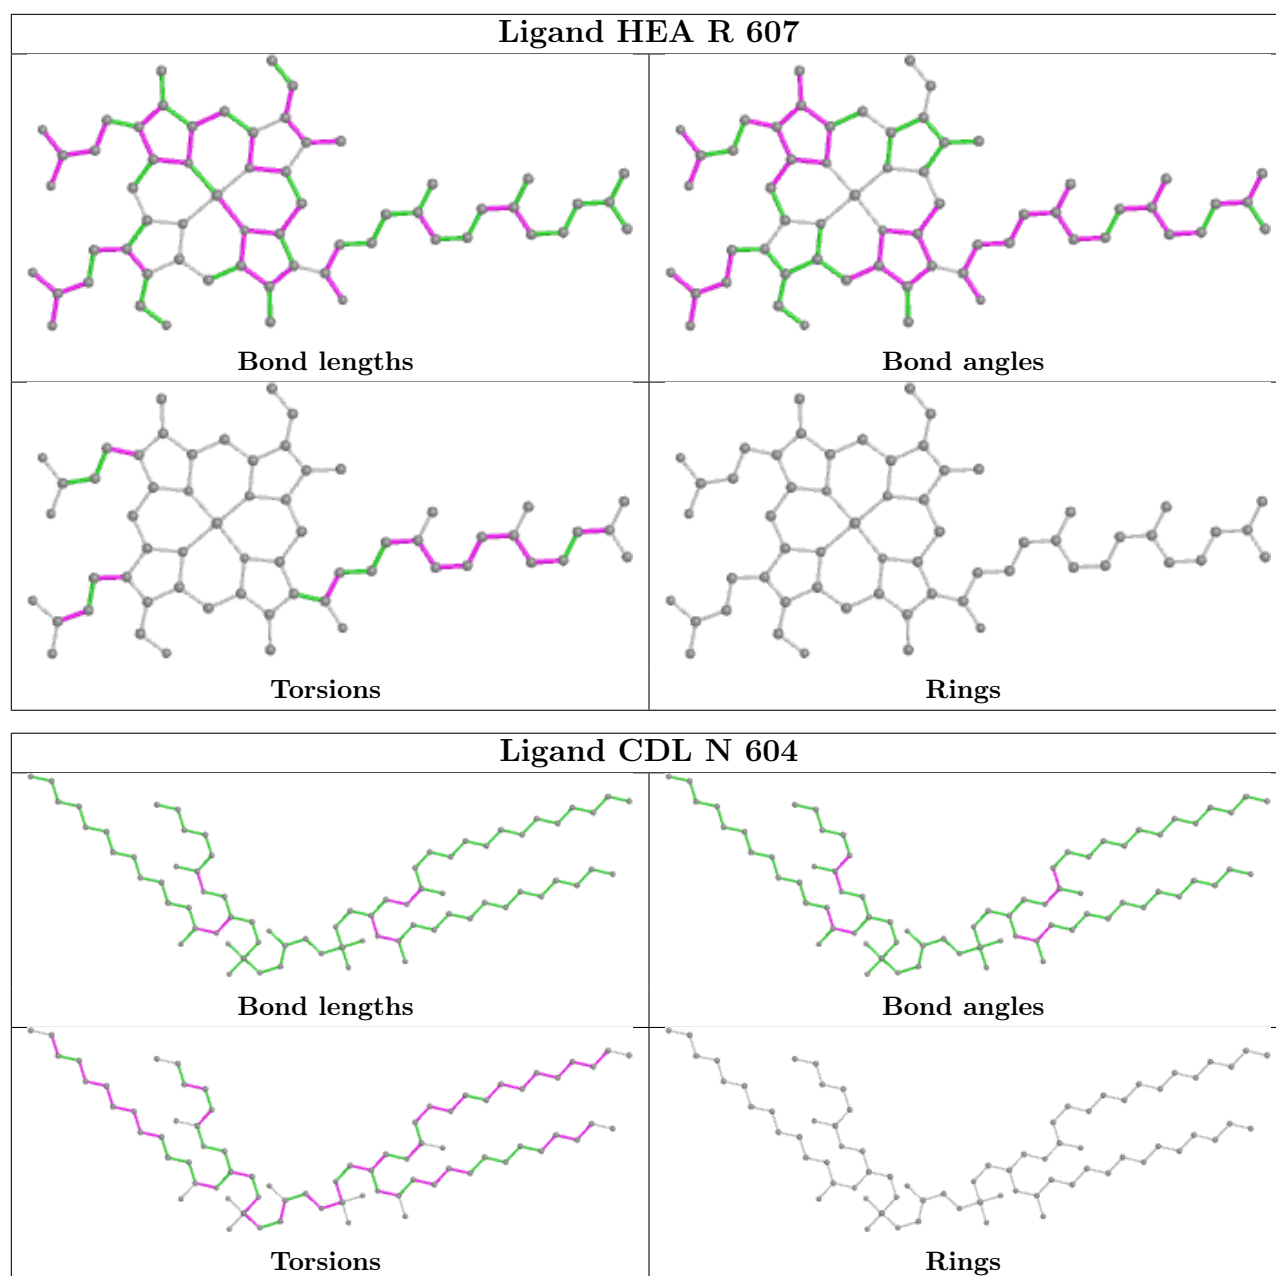 Ligand HEA R 607
Bond lengths
Bond angles
Torsions
Rings
Ligand CDL N 604
Bond lengths
Bond angles
Torsions
Rings